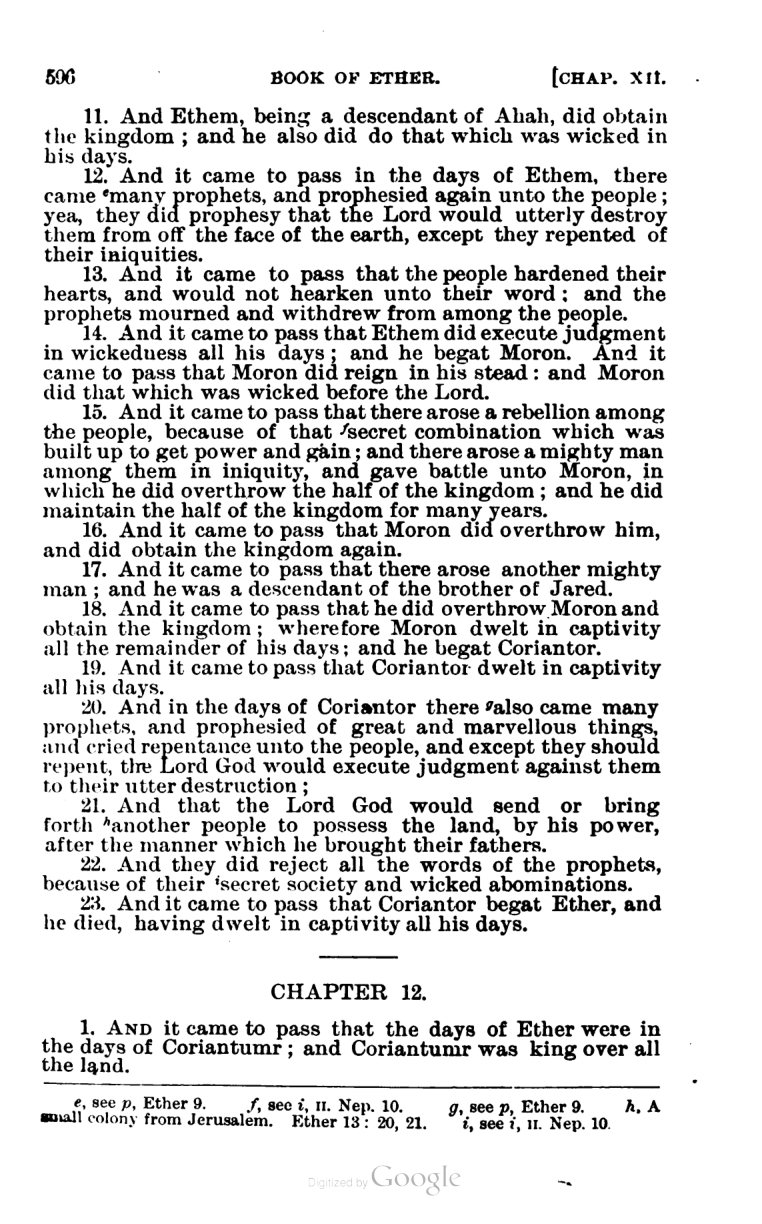 596 BOOK OF ETHER. [CHAP. XII.
11. And Ethem, being a descendant of Ahah, did obtain
the kingdom ; and he also did do that which was wicked in
his days.
12. And it came to pass in the days of Ethem, there
came ᵉmany prophets, and prophesied again unto the people ;
yea, they did prophesy that the Lord would utterly destroy
them from off the face of the earth, except they repented of
their iniquities.
13. And it came to pass that the people hardened their
hearts, and would not hearken unto their word ; and the
prophets mourned and withdrew from among the people.
14. And it came to pass that Ethem did execute judgment
in wickedness all his days ; and he begat Moron. And it
came to pass that Moron did reign in his stead : and Moron
did that which was wicked before the Lord.
15. And it came to pass that there arose a rebellion among
the people, because of that ᶠsecret combination which was
built up to get power and gain ; and there arose a mighty man
among them in iniquity, and gave battle unto Moron, in
which he did overthrow the half of the kingdom ; and he did
maintain the half of the kingdom for many years.
16. And it came to pass that Moron did overthrow him,
and did obtain the kingdom again.
17. And it came to pass that there arose another mighty
man ; and he was a descendant of the brother of Jared.
18. And it came to pass that he did overthrow Moron and
obtain the kingdom ; wherefore Moron dwelt in captivity
all the remainder of his days ; and he begat Coriantor.
19. And it came to pass that Coriantor dwelt in captivity
all his days.
20. And in the days of Coriantor there ᵍalso came many
prophets, and prophesied of great and marvellous things,
and cried repentance unto the people, and except they should
repent, the Lord God would execute judgment against them
to their utter destruction ;
21. And that the Lord God would send or bring
forth ʰanother people to possess the land, by his power,
after the manner which he brought their fathers.
22. And they did reject all the words of the prophets,
because of their ⁱsecret society and wicked abominations.
23. And it came to pass that Coriantor begat Ether, and
he died, having dwelt in captivity all his days.
CHAPTER 12.
1. AND it came to pass that the days of Ether were in
the days of Coriantumr ; and Coriantumr was king over all
the land.
e, see p, Ether 9. f, see i, II. Nep. 10. g, see p, Ether 9. h, A
small colony from Jerusalem. Ether 13 : 20, 21. i, see i, II. Nep. 10.
Digitized by Google